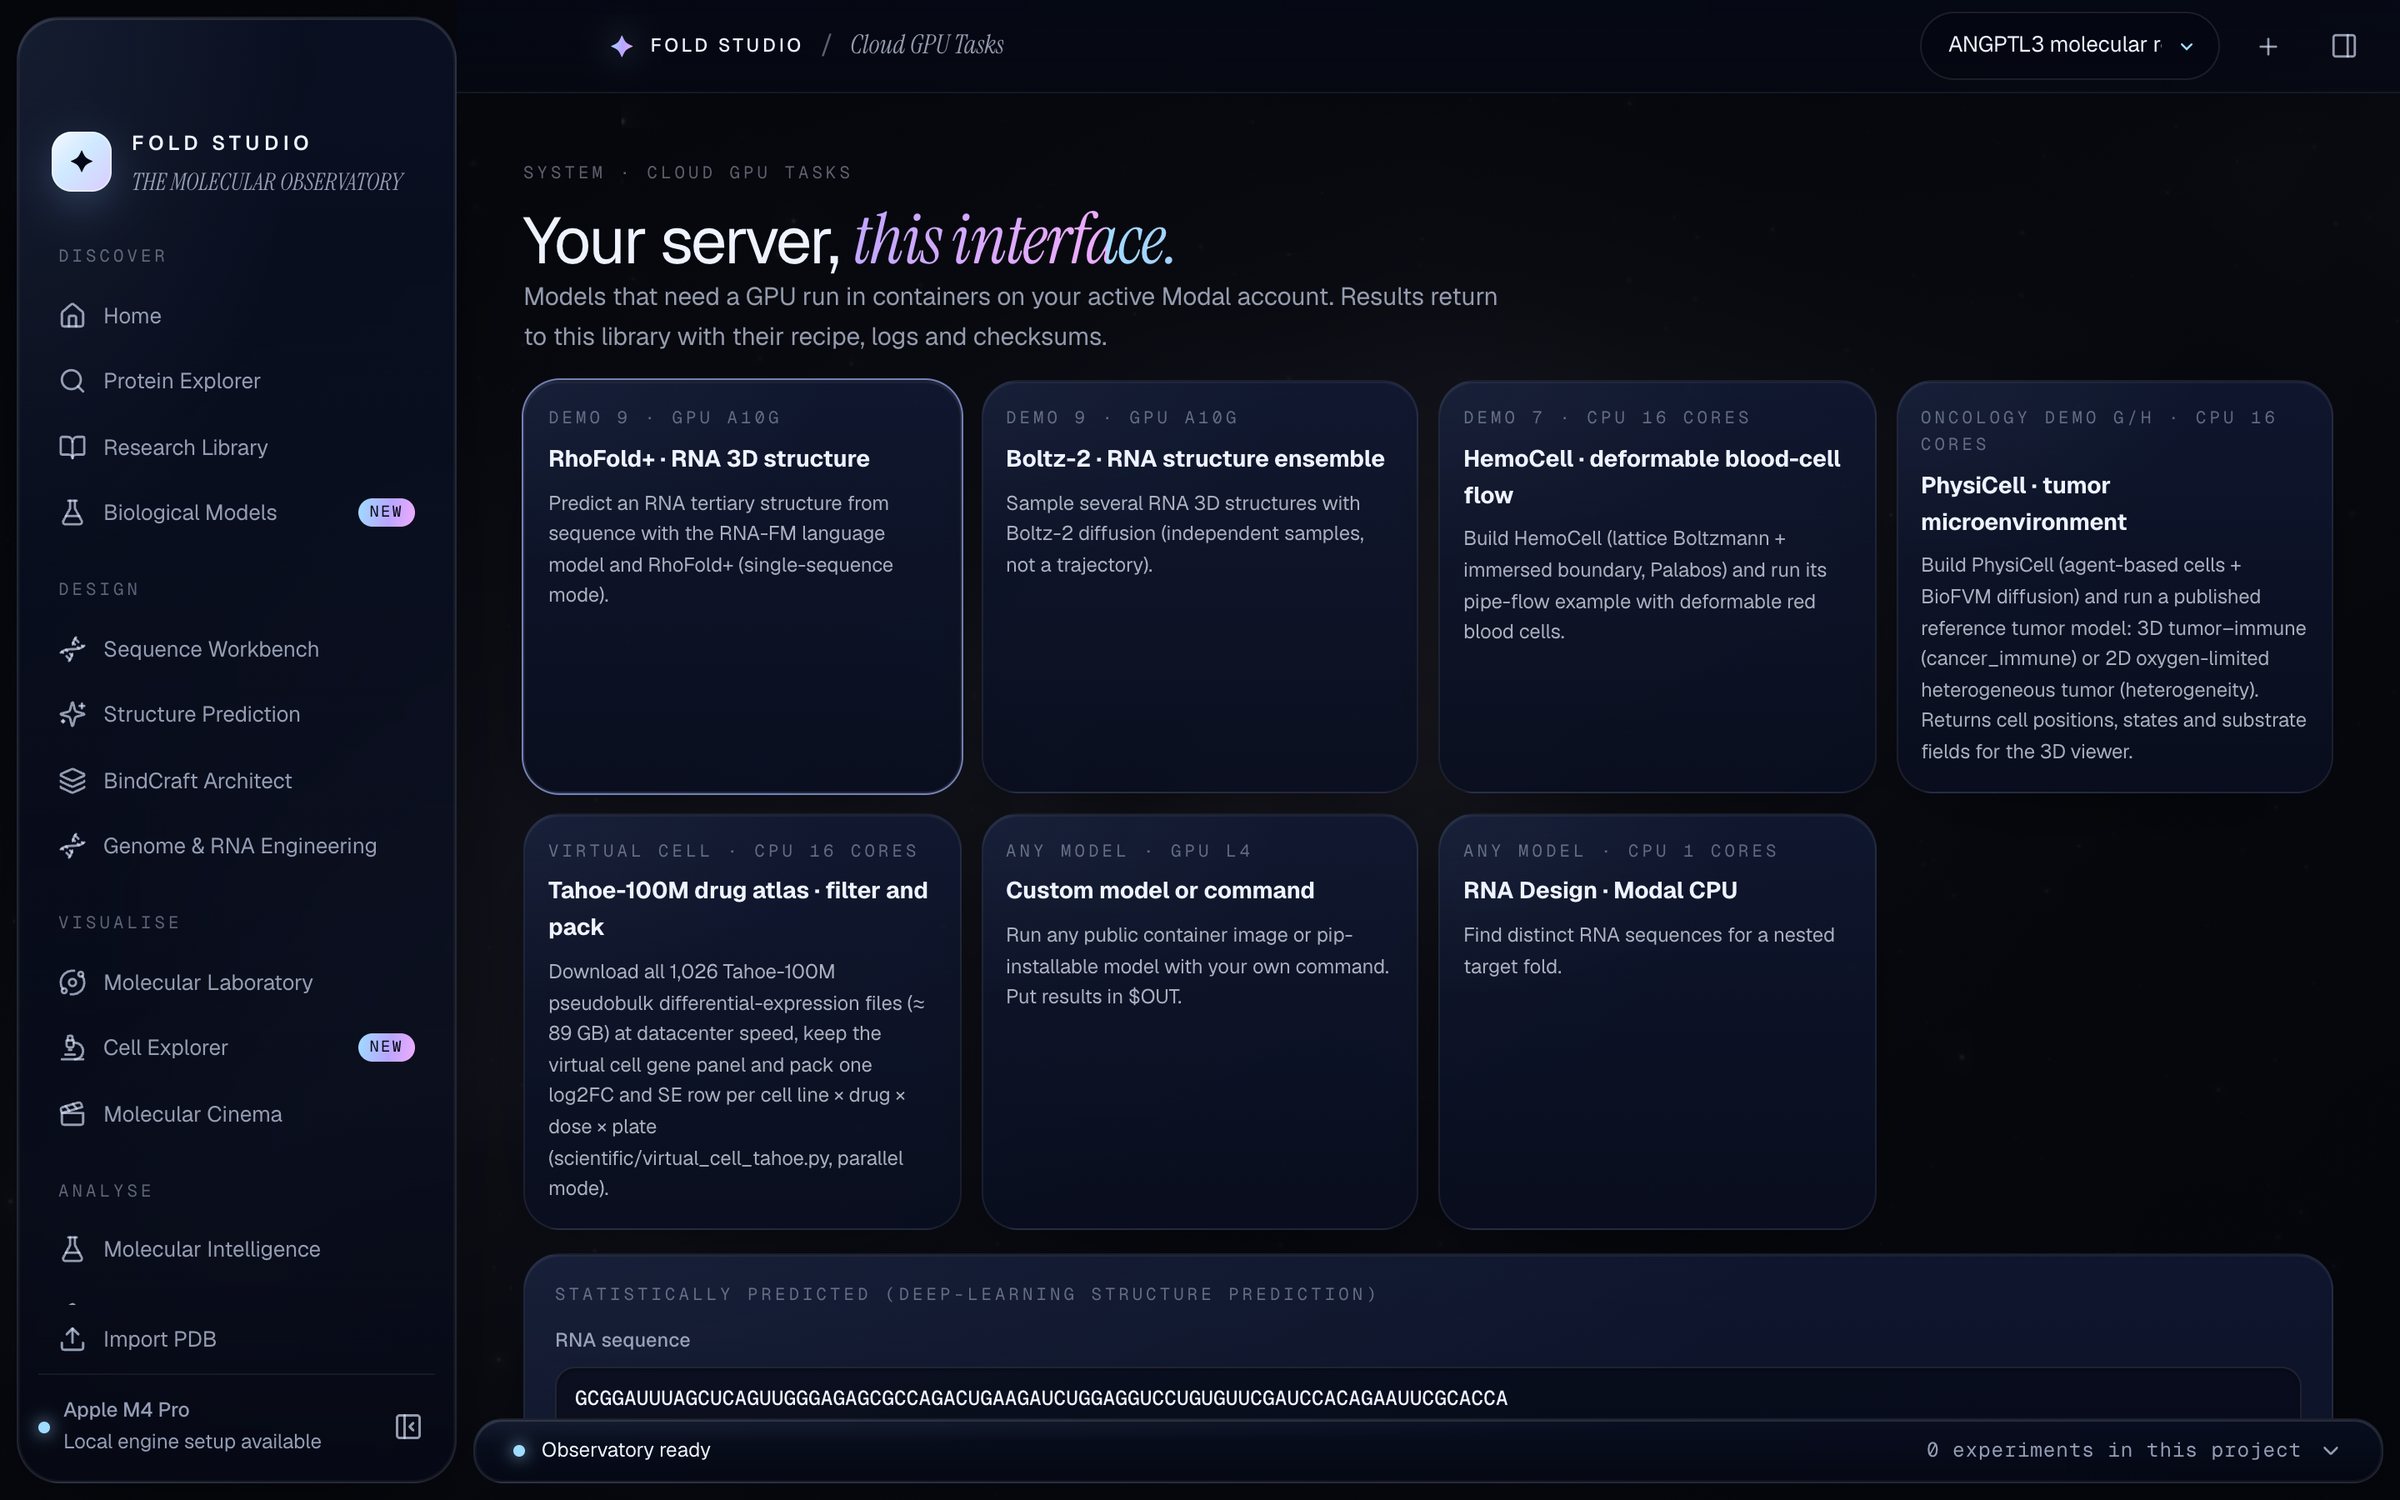 FOLD STUDIO
THE MOLECULAR OBSERVATORY
DISCOVER
Home
Protein Explorer
Research Library
Biological Models NEW
DESIGN
Sequence Workbench
Structure Prediction
BindCraft Architect
Genome & RNA Engineering
VISUALISE
Molecular Laboratory
Cell Explorer NEW
Molecular Cinema
ANALYSE
Molecular Intelligence
Import PDB
Apple M4 Pro
Local engine setup available
FOLD STUDIO / Cloud GPU Tasks
ANGPTL3 molecular r
SYSTEM · CLOUD GPU TASKS
Your server, this interface.
Models that need a GPU run in containers on your active Modal account. Results return
to this library with their recipe, logs and checksums.
DEMO 9 · GPU A10G
RhoFold+ · RNA 3D structure
Predict an RNA tertiary structure from
sequence with the RNA-FM language
model and RhoFold+ (single-sequence
mode).
DEMO 9 · GPU A10G
Boltz-2 · RNA structure ensemble
Sample several RNA 3D structures with
Boltz-2 diffusion (independent samples,
not a trajectory).
DEMO 7 · CPU 16 CORES
HemoCell · deformable blood-cell
flow
Build HemoCell (lattice Boltzmann +
immersed boundary, Palabos) and run its
pipe-flow example with deformable red
blood cells.
ONCOLOGY DEMO G/H · CPU 16
CORES
PhysiCell · tumor
microenvironment
Build PhysiCell (agent-based cells +
BioFVM diffusion) and run a published
reference tumor model: 3D tumor–immune
(cancer_immune) or 2D oxygen-limited
heterogeneous tumor (heterogeneity).
Returns cell positions, states and substrate
fields for the 3D viewer.
VIRTUAL CELL · CPU 16 CORES
Tahoe-100M drug atlas · filter and
pack
Download all 1,026 Tahoe-100M
pseudobulk differential-expression files (≈
89 GB) at datacenter speed, keep the
virtual cell gene panel and pack one
log2FC and SE row per cell line × drug ×
dose × plate
(scientific/virtual_cell_tahoe.py, parallel
mode).
ANY MODEL · GPU L4
Custom model or command
Run any public container image or pip-
installable model with your own command.
Put results in $OUT.
ANY MODEL · CPU 1 CORES
RNA Design · Modal CPU
Find distinct RNA sequences for a nested
target fold.
STATISTICALLY PREDICTED (DEEP-LEARNING STRUCTURE PREDICTION)
RNA sequence
GCGGAUUUAGCUCAGUUGGGAGAGCGCCAGACUGAAGAUCUGGAGGUCCUGUGUUCGAUCCACAGAAUUCGCACCA
Observatory ready
0 experiments in this project